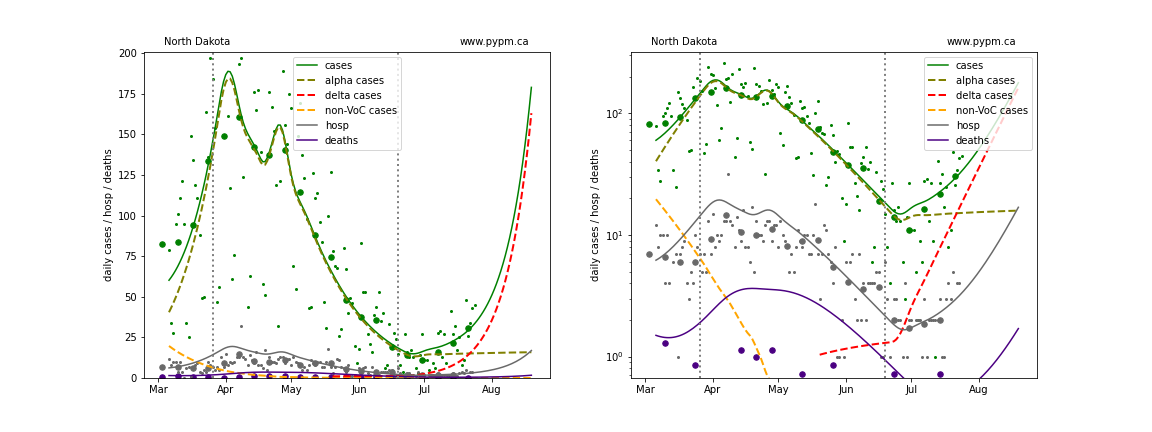 North Dakota www.pypm.ca
200
175
150
125
100
75
50
25
0
daily cases / hosp / deaths
Mar Apr May Jun Jul Aug
cases
alpha cases
delta cases
non-VoC cases
hosp
deaths
North Dakota www.pypm.ca
10²
10¹
10⁰
daily cases / hosp / deaths
Mar Apr May Jun Jul Aug
cases
alpha cases
delta cases
non-VoC cases
hosp
deaths